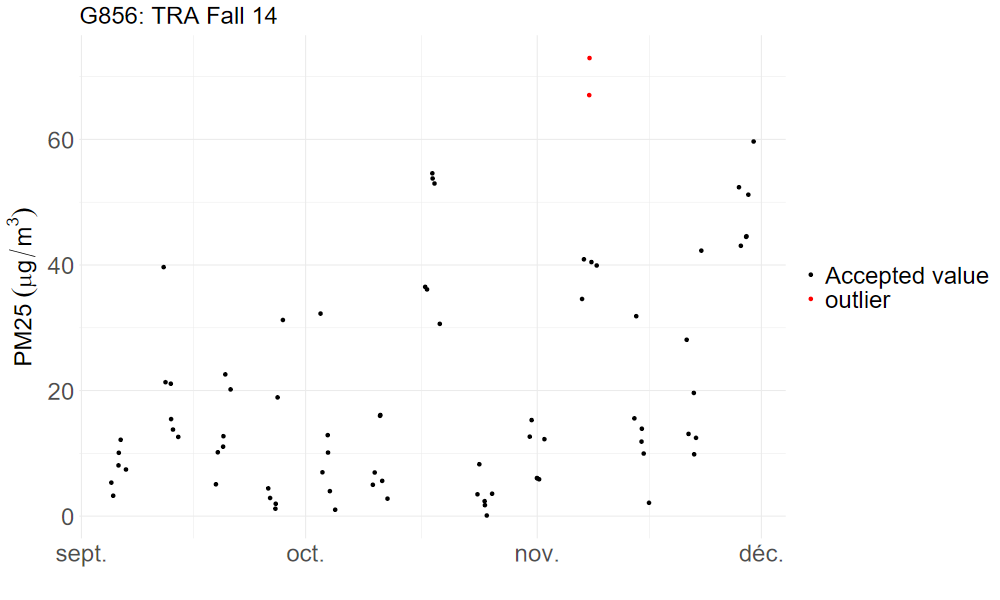 G856: TRA Fall 14
PM25 (μg/m³)
60
40
20
0
sept.
oct.
nov.
déc.
Accepted value
outlier